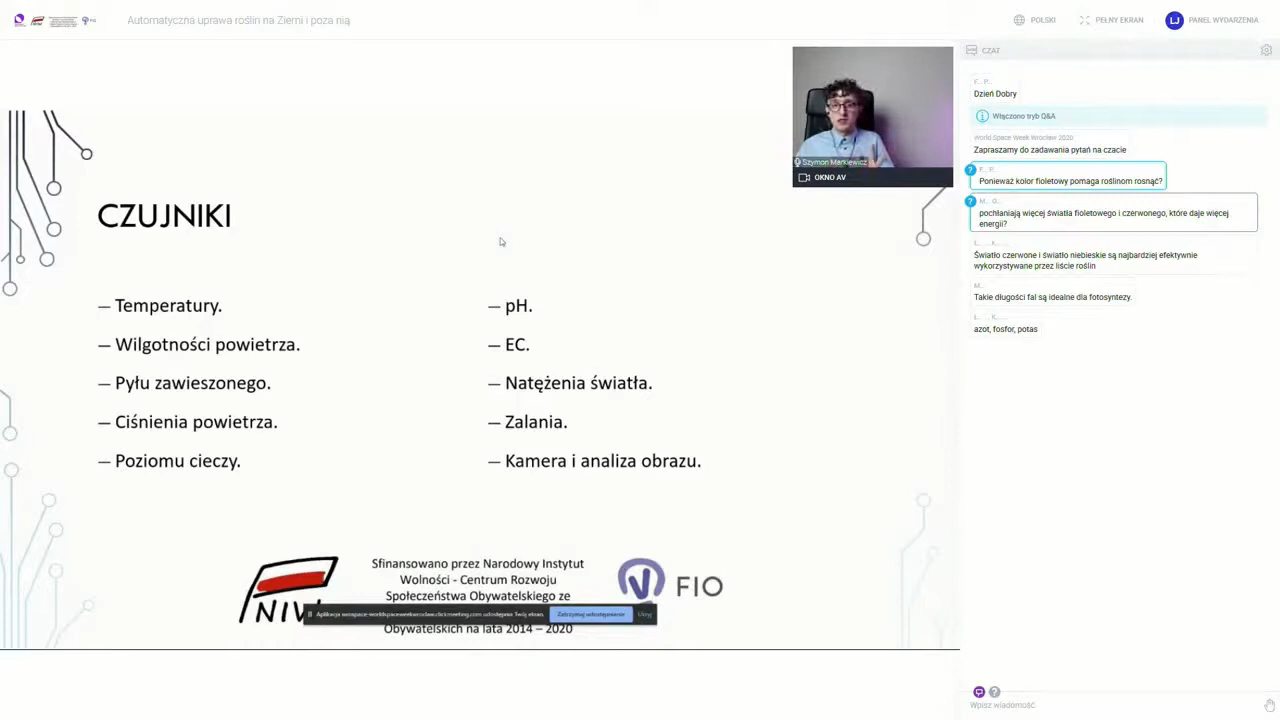 Automatyczna uprawa roślin na Ziemi i poza nią
POLSKI
PEŁNY EKRAN
LJ
PANEL WYDARZENIA
Szymon Markiewicz
OKNO AV
CZUJNIKI
— Temperatury.
— Wilgotności powietrza.
— Pyłu zawieszonego.
— Ciśnienia powietrza.
— Poziomu cieczy.
— pH.
— EC.
— Natężenia światła.
— Zalania.
— Kamera i analiza obrazu.
NIW
Sfinansowano przez Narodowy Instytut
Wolności - Centrum Rozwoju
Społeczeństwa Obywatelskiego ze
Obywatelskich na lata 2014 – 2020
FIO
Zatrzymaj udostępnianie
Ukryj
CZAT
F... P...
Dzień Dobry
Włączono tryb Q&A
World Space Week Wrocław 2020
Zapraszamy do zadawania pytań na czacie
F... P...
Ponieważ kolor fioletowy pomaga roślinom rosnąć?
M... O...
pochłaniają więcej światła fioletowego i czerwonego, które daje więcej
energii?
Ł... K...
Światło czerwone i światło niebieskie są najbardziej efektywnie
wykorzystywane przez liście roślin
M...
Takie długości fal są idealne dla fotosyntezy.
Ł... K...
azot, fosfor, potas
Wpisz wiadomość.